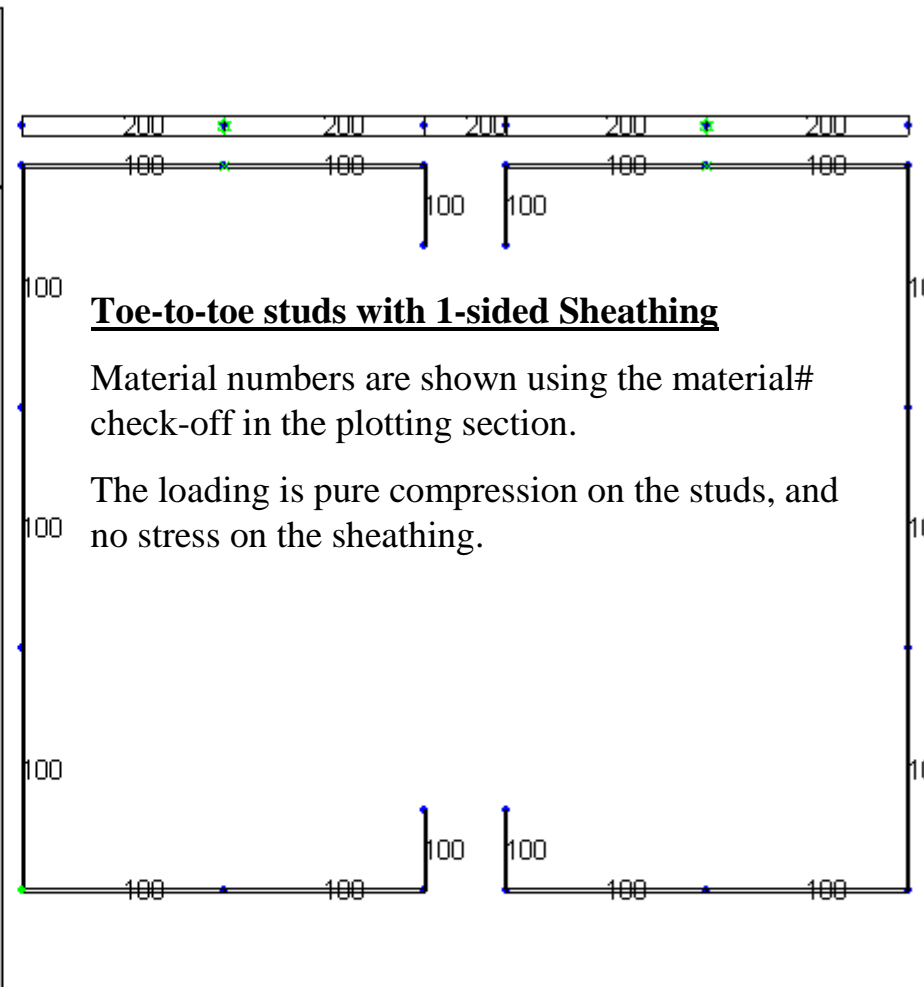 200 200 200 200 200
100 100 100 100
100 100
100
Toe-to-toe studs with 1-sided Sheathing
Material numbers are shown using the material#
check-off in the plotting section.
The loading is pure compression on the studs, and
100
no stress on the sheathing.
100
100 100
100 100 100 100